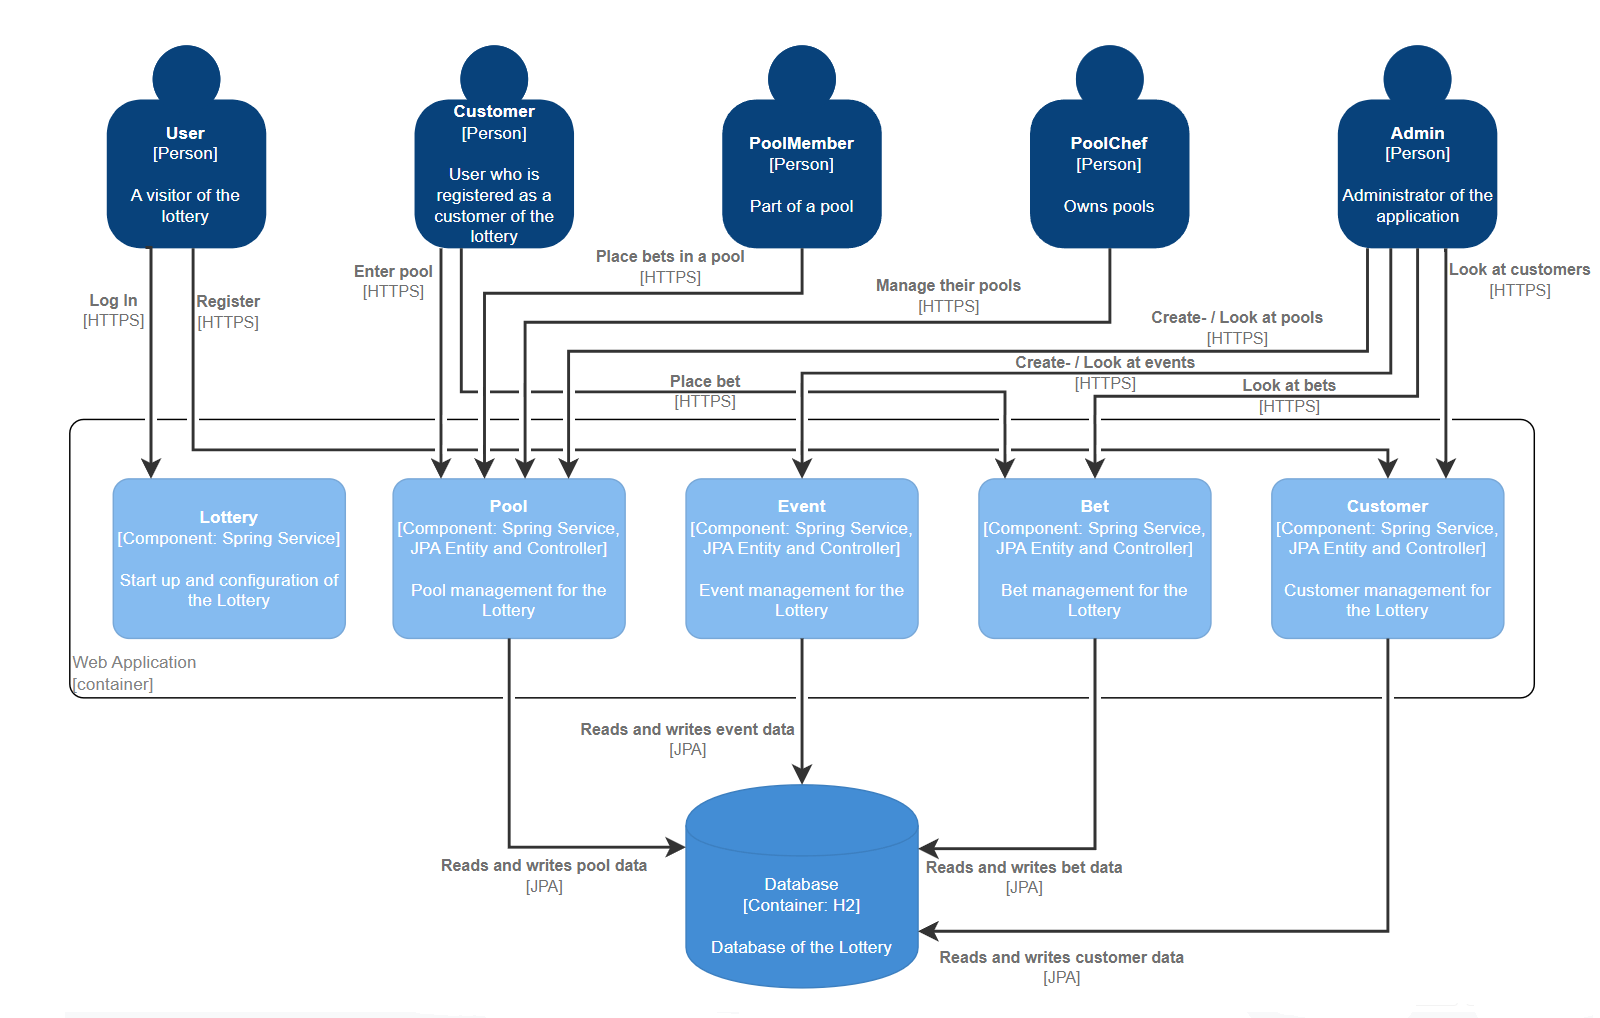 User
[Person]
A visitor of the
lottery
Customer
[Person]
User who is
registered as a
customer of the
lottery
PoolMember
[Person]
Part of a pool
PoolChef
[Person]
Owns pools
Admin
[Person]
Administrator of the
application
Log In
[HTTPS]
Register
[HTTPS]
Enter pool
[HTTPS]
Place bets in a pool
[HTTPS]
Manage their pools
[HTTPS]
Look at customers
[HTTPS]
Create- / Look at pools
[HTTPS]
Create- / Look at events
[HTTPS]
Place bet
[HTTPS]
Look at bets
[HTTPS]
Lottery
[Component: Spring Service]
Start up and configuration of
the Lottery
Pool
[Component: Spring Service,
JPA Entity and Controller]
Pool management for the
Lottery
Event
[Component: Spring Service,
JPA Entity and Controller]
Event management for the
Lottery
Bet
[Component: Spring Service,
JPA Entity and Controller]
Bet management for the
Lottery
Customer
[Component: Spring Service,
JPA Entity and Controller]
Customer management for
the Lottery
Web Application
[container]
Reads and writes event data
[JPA]
Reads and writes pool data
[JPA]
Reads and writes bet data
[JPA]
Database
[Container: H2]
Database of the Lottery
Reads and writes customer data
[JPA]